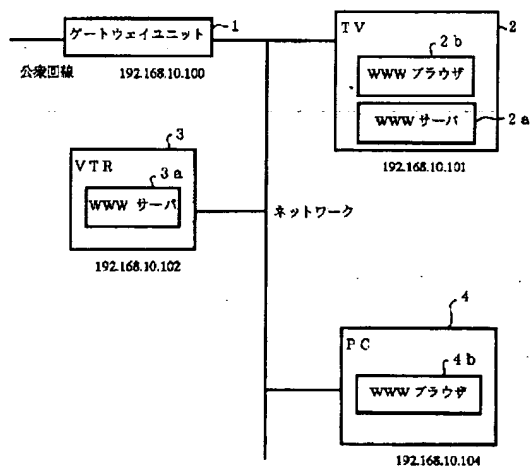 1
ゲートウェイユニット
公衆回線
192.168.10.100
2
TV
2b
WWW ブラウザ
2a
WWW サーバ
192.168.10.101
3
VTR
3a
WWW サーバ
192.168.10.102
ネットワーク
4
PC
4b
WWW ブラウザ
192.168.10.104